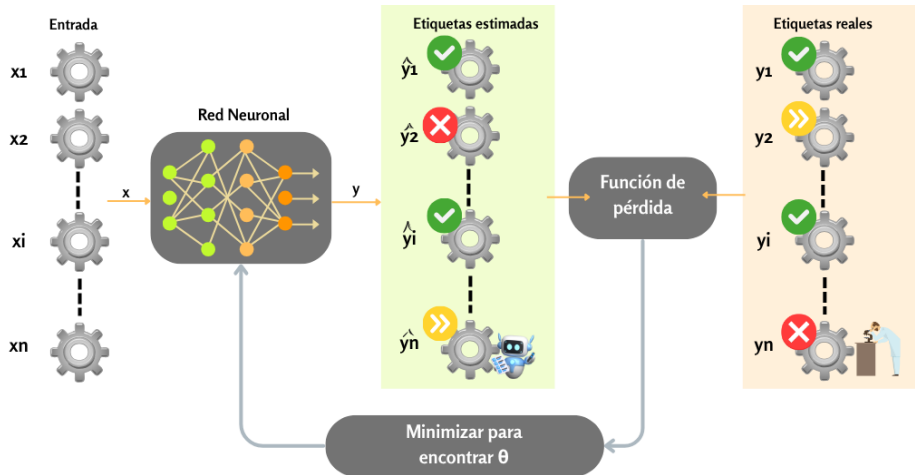 Entrada
x1
x2
xi
xn
Red Neuronal
x
y
Etiquetas estimadas
ŷ1
ŷ2
ŷi
ŷn
Función de
pérdida
Etiquetas reales
y1
y2
yi
yn
Minimizar para
encontrar θ